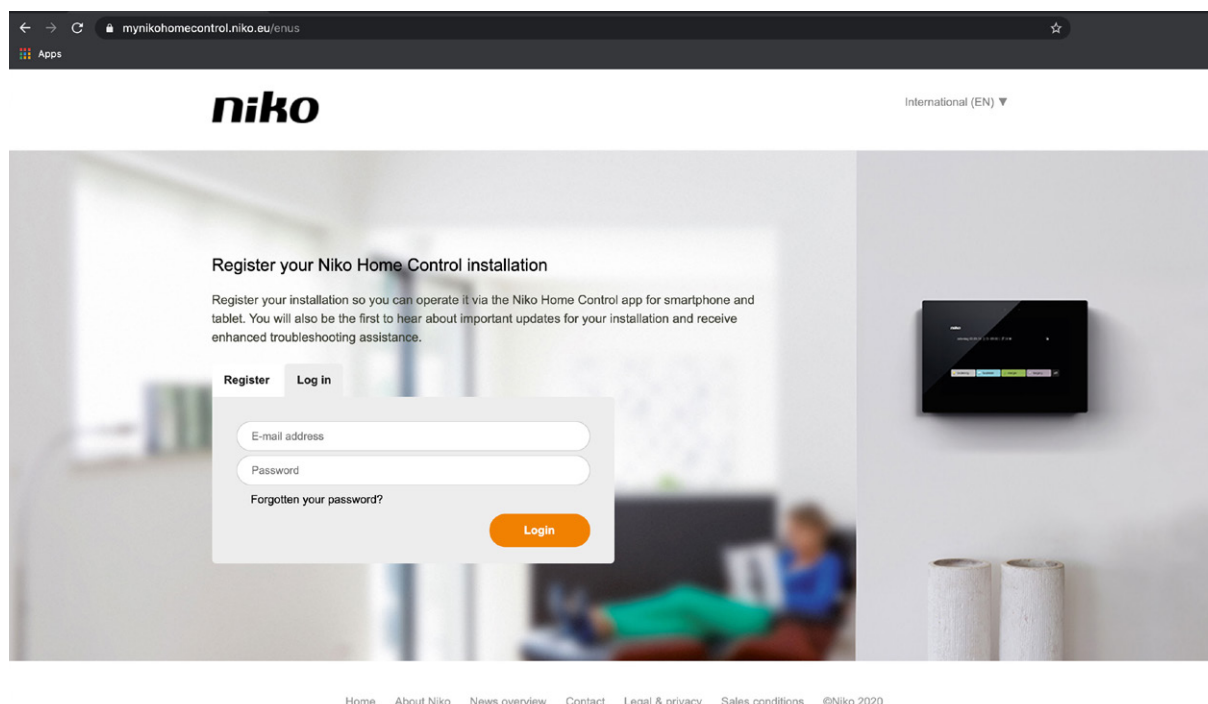 mynikohomecontrol.niko.eu/enus
Apps
niko
International (EN) ▼
Register your Niko Home Control installation
Register your installation so you can operate it via the Niko Home Control app for smartphone and
tablet. You will also be the first to hear about important updates for your installation and receive
enhanced troubleshooting assistance.
Register Log in
E-mail address
Password
Forgotten your password?
Login
Home About Niko News overview Contact Legal & privacy Sales conditions ©Niko 2020